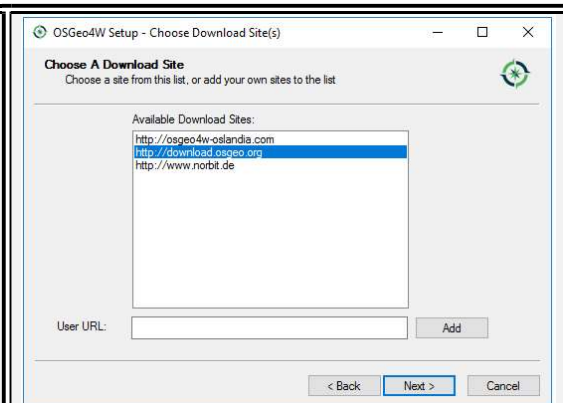 OSGeo4W Setup - Choose Download Site(s)
Choose A Download Site
Choose a site from this list, or add your own sites to the list
Available Download Sites:
http://osgeo4w-oslandia.com
http://download.osgeo.org
http://www.norbit.de
User URL:
Add
< Back
Next >
Cancel